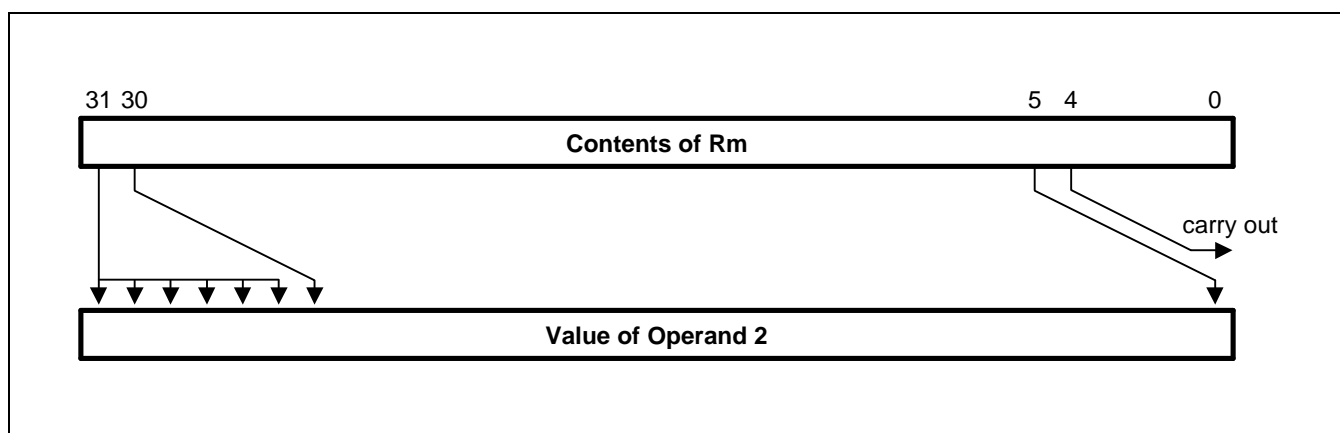 31 30 5 4 0
Contents of Rm
carry out
Value of Operand 2